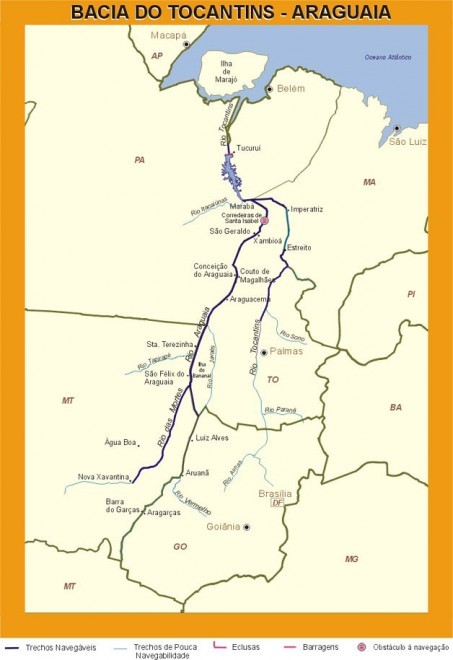 BACIA DO TOCANTINS - ARAGUAIA
Macapá
AP
Ilha
de
Marajó
Oceano Atlântico
Belém
São Luiz
Rio Tocantins
Tucuruí
PA
MA
Marabá
Rio Itacaiúnas
Corredeiras de
Santa Isabel
Imperatriz
São Geraldo
Xambioá
Estreito
Conceição
do Araguaia
Couto de
Magalhães
PI
Araguacema
Rio Araguaia
Rio Tocantins
Rio Sono
Sta. Terezinha
Rio Tapirapé
Ilha
do
Bananal
Rio Javaés
Palmas
São Félix do
Araguaia
TO
MT
Rio das Mortes
Rio Paranã
BA
Água Boa
Luiz Alves
Nova Xavantina
Aruanã
Rio Almas
Barra
do Garças
Aragarças
Rio Vermelho
Brasília
DF
Goiânia
GO
MG
MT
Trechos Navegáveis
Trechos de Pouca
Navegabilidade
Eclusas
Barragens
Obstáculo à navegação